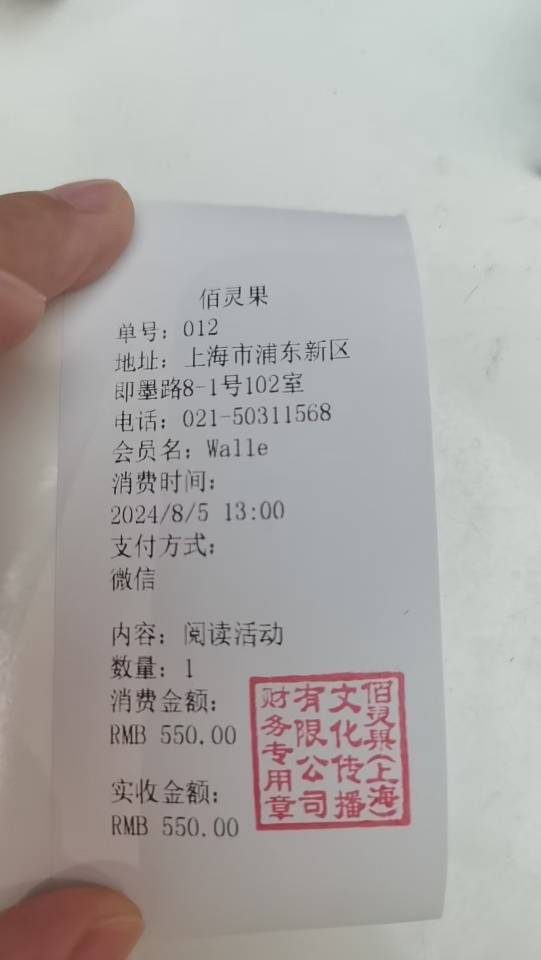 佰灵果
单号：012
地址：上海市浦东新区
即墨路8-1号102室
电话：021-50311568
会员名：Walle
消费时间：
2024/8/5 13:00
支付方式：
微信
内容：阅读活动
数量：1
消费金额：
RMB 550.00
实收金额：
RMB 550.00
佰灵果(上海)
文化传播
有限公司
财务专用章